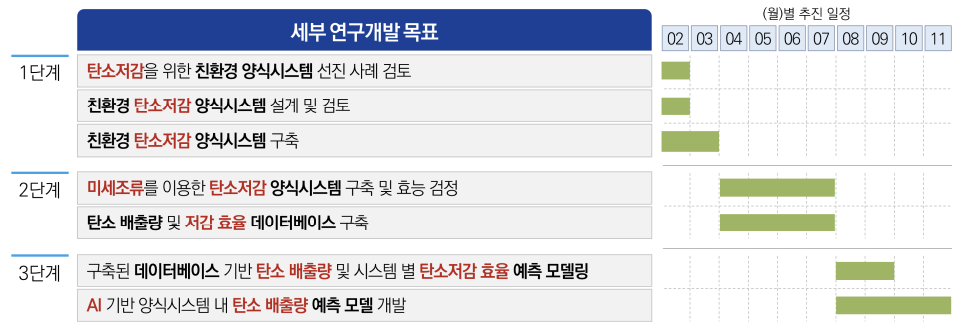 세부 연구개발 목표
(월)별 추진 일정
02 03 04 05 06 07 08 09 10 11
1단계
탄소저감을 위한 친환경 양식시스템 선진 사례 검토
친환경 탄소저감 양식시스템 설계 및 검토
친환경 탄소저감 양식시스템 구축
2단계
미세조류를 이용한 탄소저감 양식시스템 구축 및 효능 검정
탄소 배출량 및 저감 효율 데이터베이스 구축
3단계
구축된 데이터베이스 기반 탄소 배출량 및 시스템 별 탄소저감 효율 예측 모델링
AI 기반 양식시스템 내 탄소 배출량 예측 모델 개발